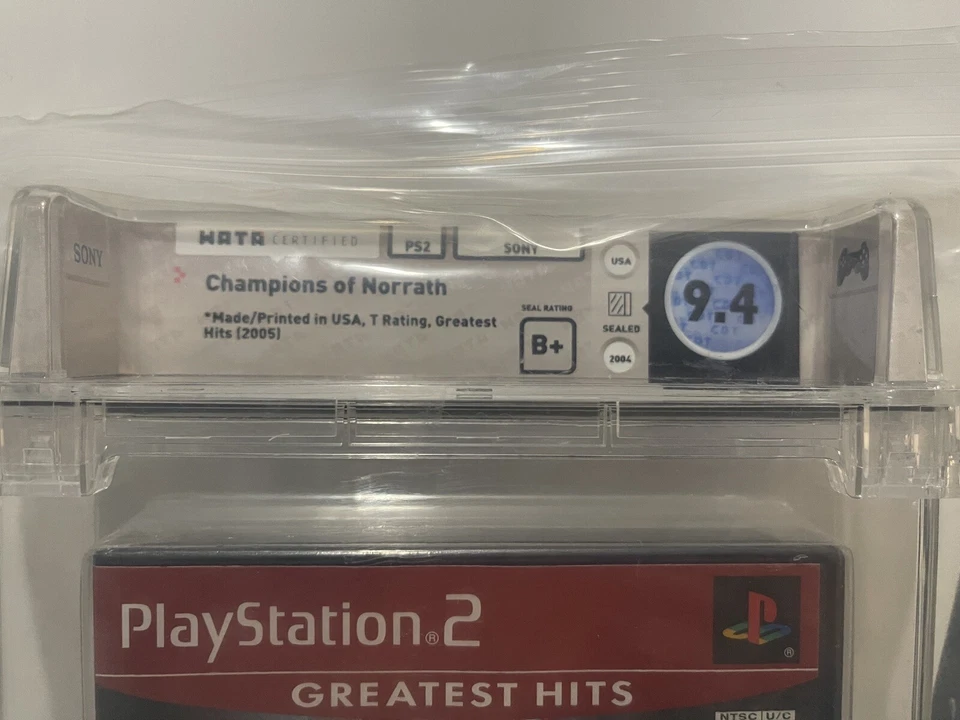 SONY
WATA CERTIFIED
PS2
SONY
Champions of Norrath
*Made/Printed in USA, T Rating, Greatest
Hits (2005)
SEAL RATING
B+
USA
SEALED
2004
9.4
PlayStation®2
GREATEST HITS
®
NTSC U/C